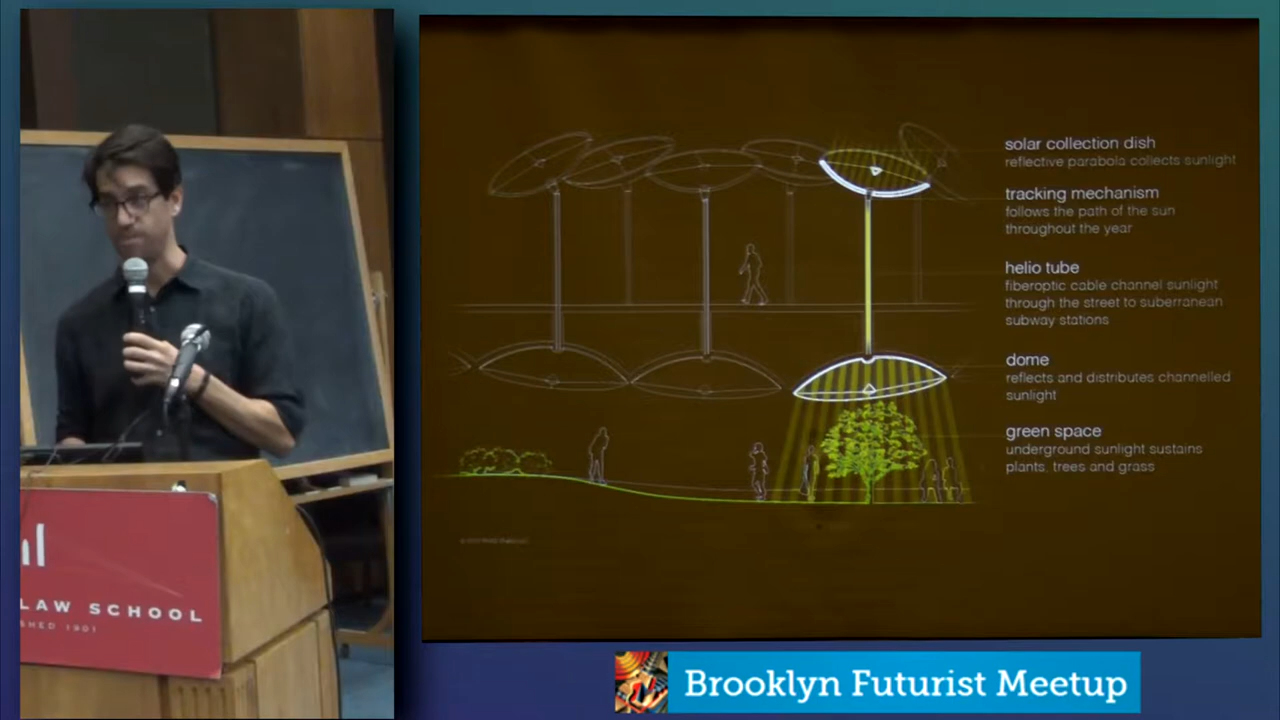 solar collection dish
reflective parabola collects sunlight
tracking mechanism
follows the path of the sun
throughout the year
helio tube
fiberoptic cable channel sunlight
through the street to suberranean
subway stations
dome
reflects and distributes channelled
sunlight
green space
underground sunlight sustains
plants, trees and grass
LAW SCHOOL
SHED 1901
Brooklyn Futurist Meetup